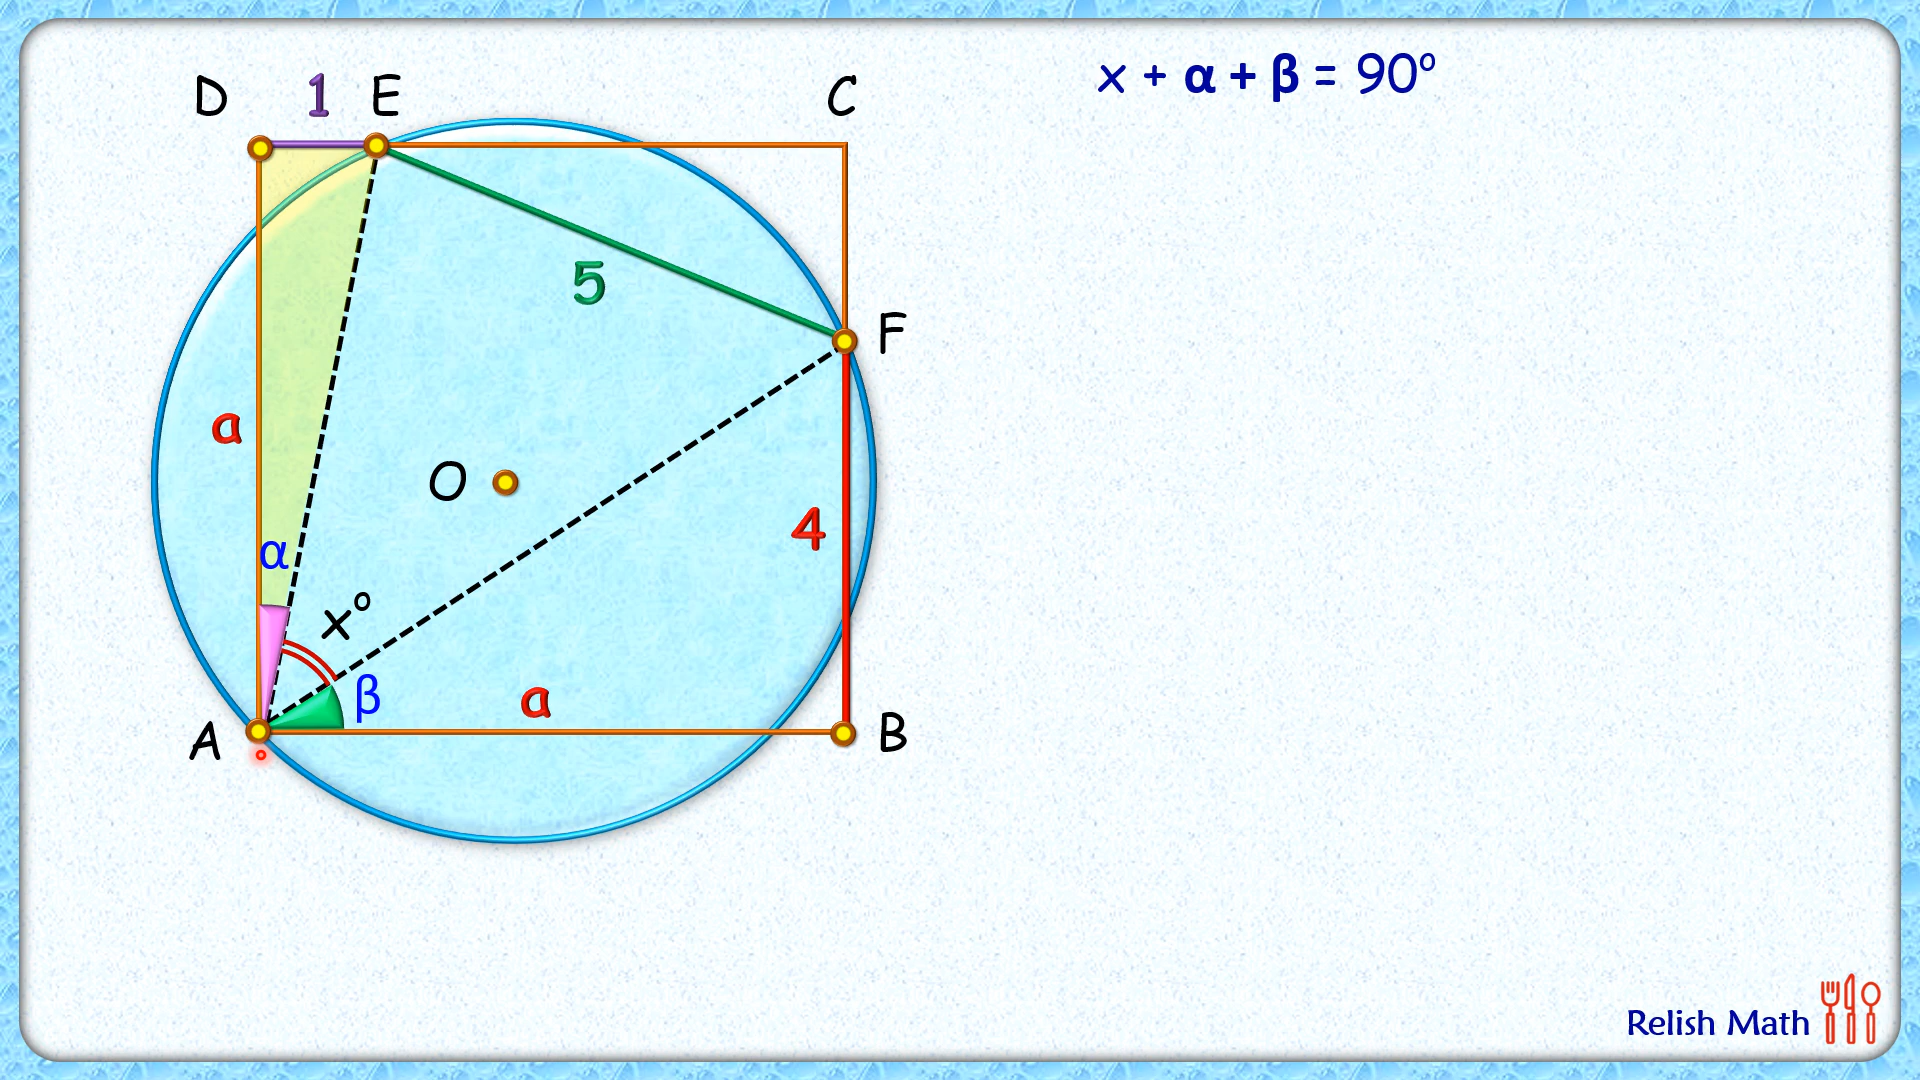 x + α + β = 90°
D 1 E C
5
F
a
O
4
α
x°
β
a
A
B
Relish Math